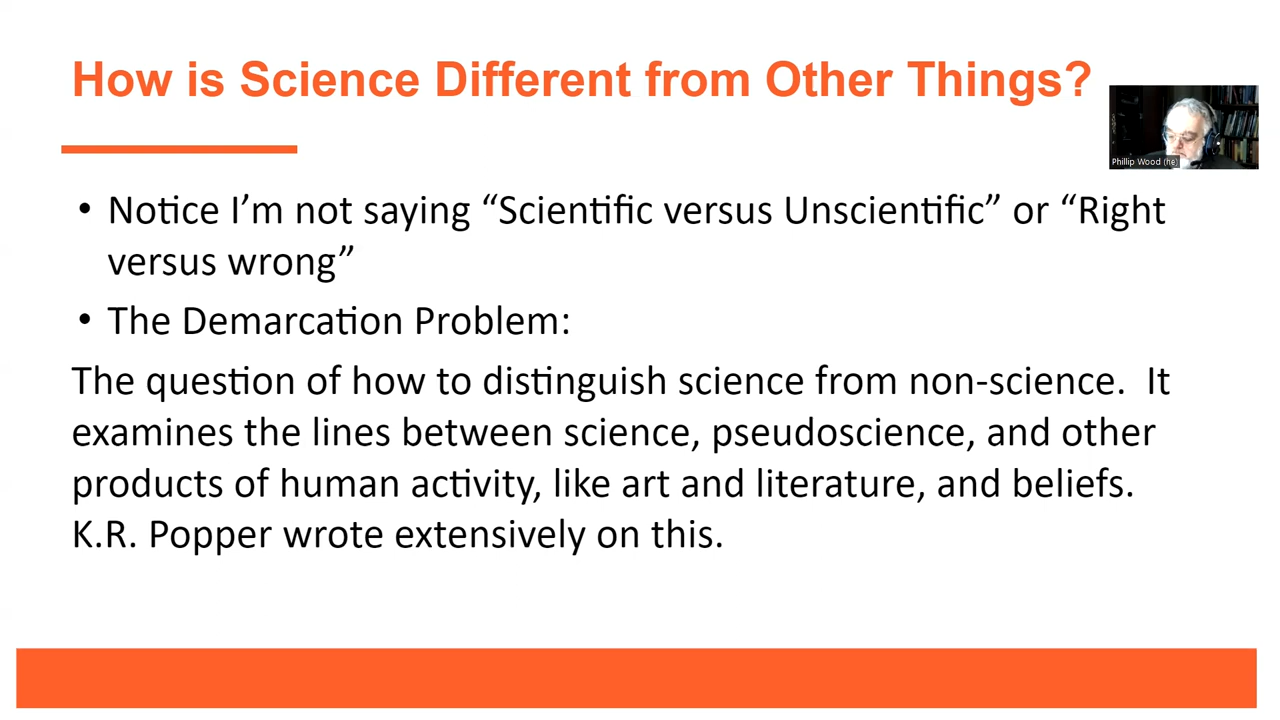 How is Science Different from Other Things?
Phillip Wood (he)
• Notice I’m not saying “Scientific versus Unscientific” or “Right
versus wrong”
• The Demarcation Problem:
The question of how to distinguish science from non-science.  It
examines the lines between science, pseudoscience, and other
products of human activity, like art and literature, and beliefs.
K.R. Popper wrote extensively on this.